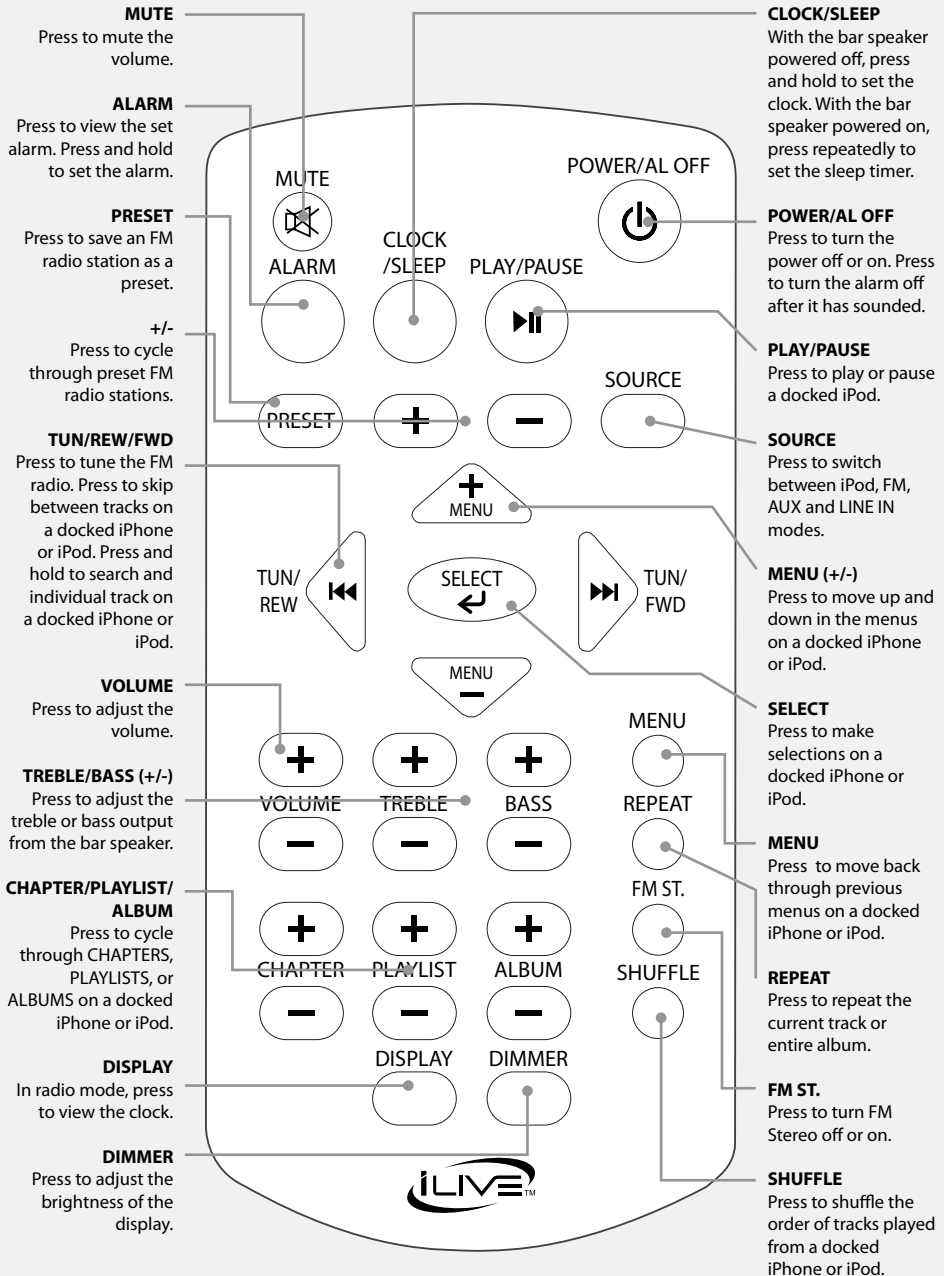 MUTE
Press to mute the
volume.
ALARM
Press to view the set
alarm. Press and hold
to set the alarm.
PRESET
Press to save an FM
radio station as a
preset.
+/-
Press to cycle
through preset FM
radio stations.
TUN/REW/FWD
Press to tune the FM
radio. Press to skip
between tracks on
a docked iPhone
or iPod. Press and
hold to search and
individual track on
a docked iPhone or
iPod.
VOLUME
Press to adjust the
volume.
TREBLE/BASS (+/-)
Press to adjust the
treble or bass output
from the bar speaker.
CHAPTER/PLAYLIST/
ALBUM
Press to cycle
through CHAPTERS,
PLAYLISTS, or
ALBUMS on a docked
iPhone or iPod.
DISPLAY
In radio mode, press
to view the clock.
DIMMER
Press to adjust the
brightness of the
display.
MUTE
POWER/AL OFF
ALARM
CLOCK
/SLEEP
PLAY/PAUSE
PRESET
+
-
SOURCE
+
MENU
TUN/
REW
SELECT
TUN/
FWD
MENU
-
MENU
+ + +
VOLUME TREBLE BASS REPEAT
- - -
FM ST.
+ + +
CHAPTER PLAYLIST ALBUM SHUFFLE
- - -
DISPLAY DIMMER
iLIVE TM
CLOCK/SLEEP
With the bar speaker
powered off, press
and hold to set the
clock. With the bar
speaker powered on,
press repeatedly to
set the sleep timer.
POWER/AL OFF
Press to turn the
power off or on. Press
to turn the alarm off
after it has sounded.
PLAY/PAUSE
Press to play or pause
a docked iPod.
SOURCE
Press to switch
between iPod, FM,
AUX and LINE IN
modes.
MENU (+/-)
Press to move up and
down in the menus
on a docked iPhone
or iPod.
SELECT
Press to make
selections on a
docked iPhone or
iPod.
MENU
Press  to move back
through previous
menus on a docked
iPhone or iPod.
REPEAT
Press to repeat the
current track or
entire album.
FM ST.
Press to turn FM
Stereo off or on.
SHUFFLE
Press to shuffle the
order of tracks played
from a docked
iPhone or iPod.